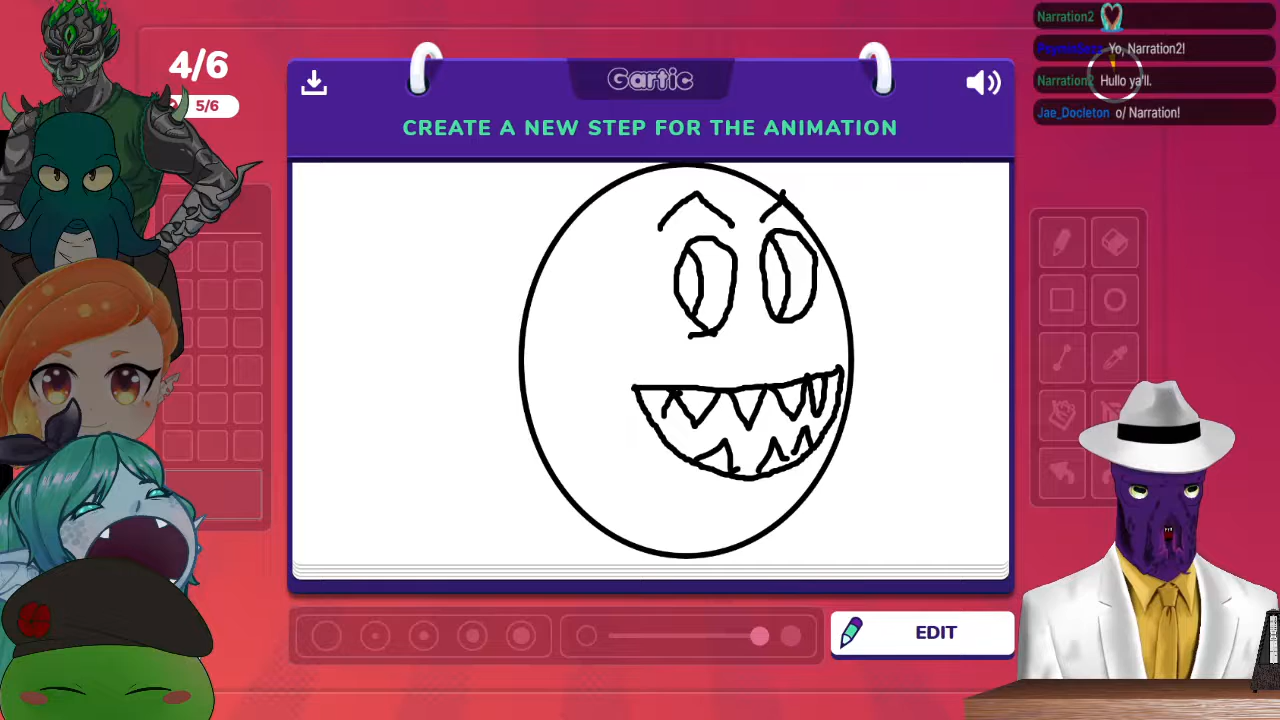 4/6
5/6
Gartic
CREATE A NEW STEP FOR THE ANIMATION
EDIT
Narration2
Yo, Narration2!
Narration2 Hullo ya'll.
Jae_Docleton o/ Narration!